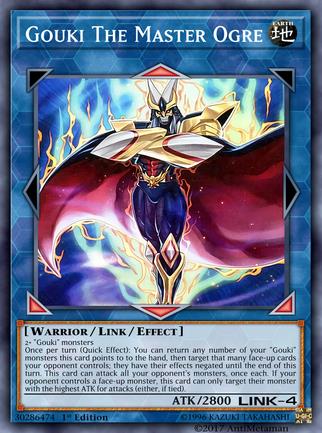 GOUKI THE MASTER OGRE
EARTH
地
[ WARRIOR / LINK / EFFECT ]
2+ "Gouki" monsters
Once per turn (Quick Effect): You can return any number of your "Gouki"
monsters this card points to to the hand, then target that many face-up cards
your opponent controls; they have their effects negated until the end of this
turn. This card can attack all your opponent's monsters, once each. If your
opponent controls a face-up monster, this card can only target their monster
with the highest ATK for attacks (either, if tied).
ATK/2800 LINK-4
30286474 1st Edition ©1996 KAZUKI TAKAHASHI
©2017 AntiMetaman